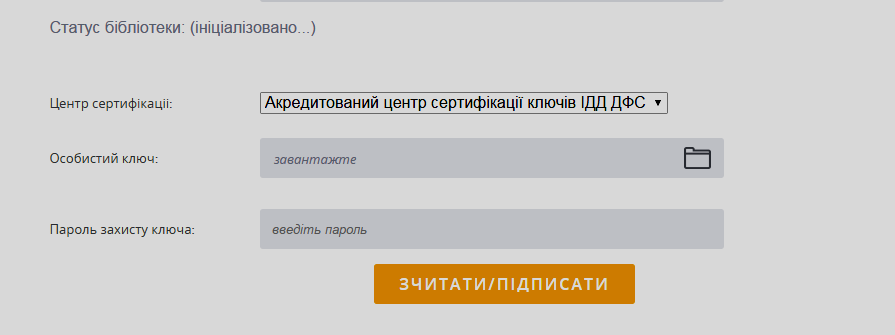 Статус бібліотеки: (ініціалізовано...)
Центр сертифікаціі: Акредитований центр сертифікації ключів ІДД ДФС
Особистий ключ: завантажте
Пароль захисту ключа: введіть пароль
ЗЧИТАТИ/ПІДПИСАТИ